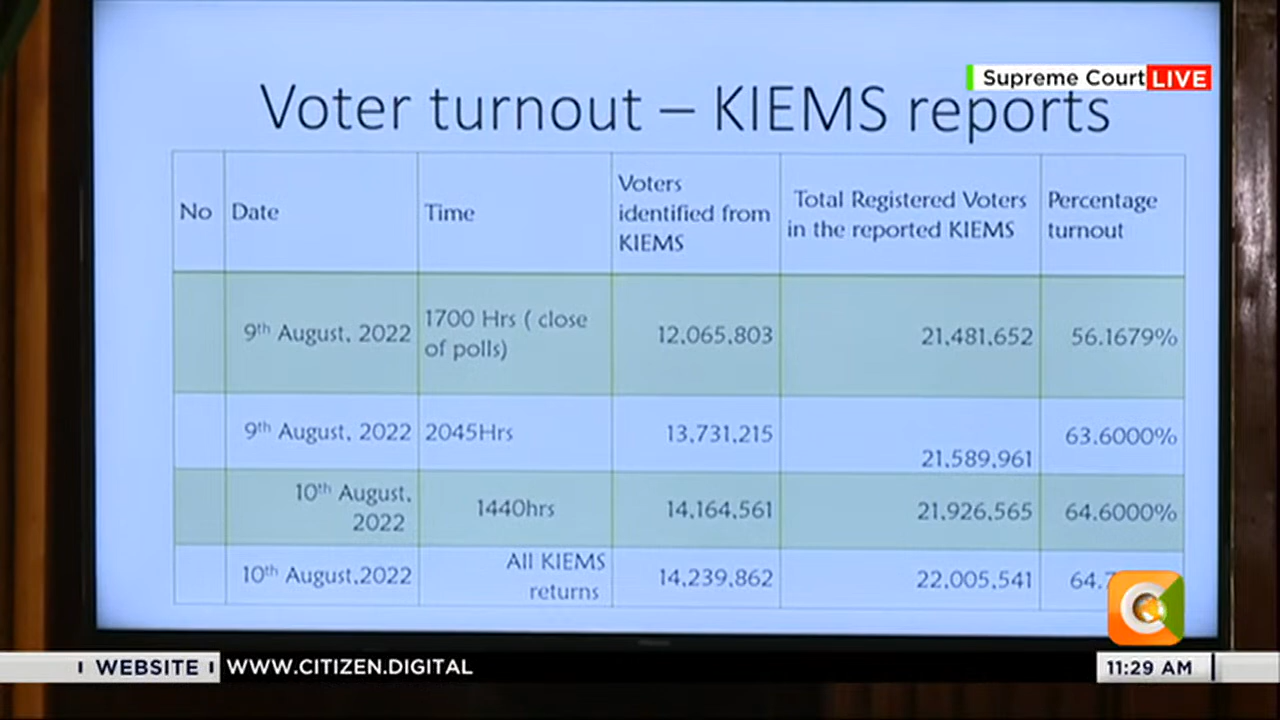 Supreme Court LIVE
Voter turnout – KIEMS reports
No
Date
Time
Voters
identified from
KIEMS
Total Registered Voters
in the reported KIEMS
Percentage
turnout
9th August, 2022
1700 Hrs ( close
of polls)
12,065,803
21,481,652
56.1679%
9th August, 2022
2045Hrs
13,731,215
21,589,961
63.6000%
10th August,
2022
1440hrs
14,164,561
21,926,565
64.6000%
10th August,2022
All KIEMS
returns
14,239,862
22,005,541
WEBSITE
WWW.CITIZEN.DIGITAL
11:29 AM